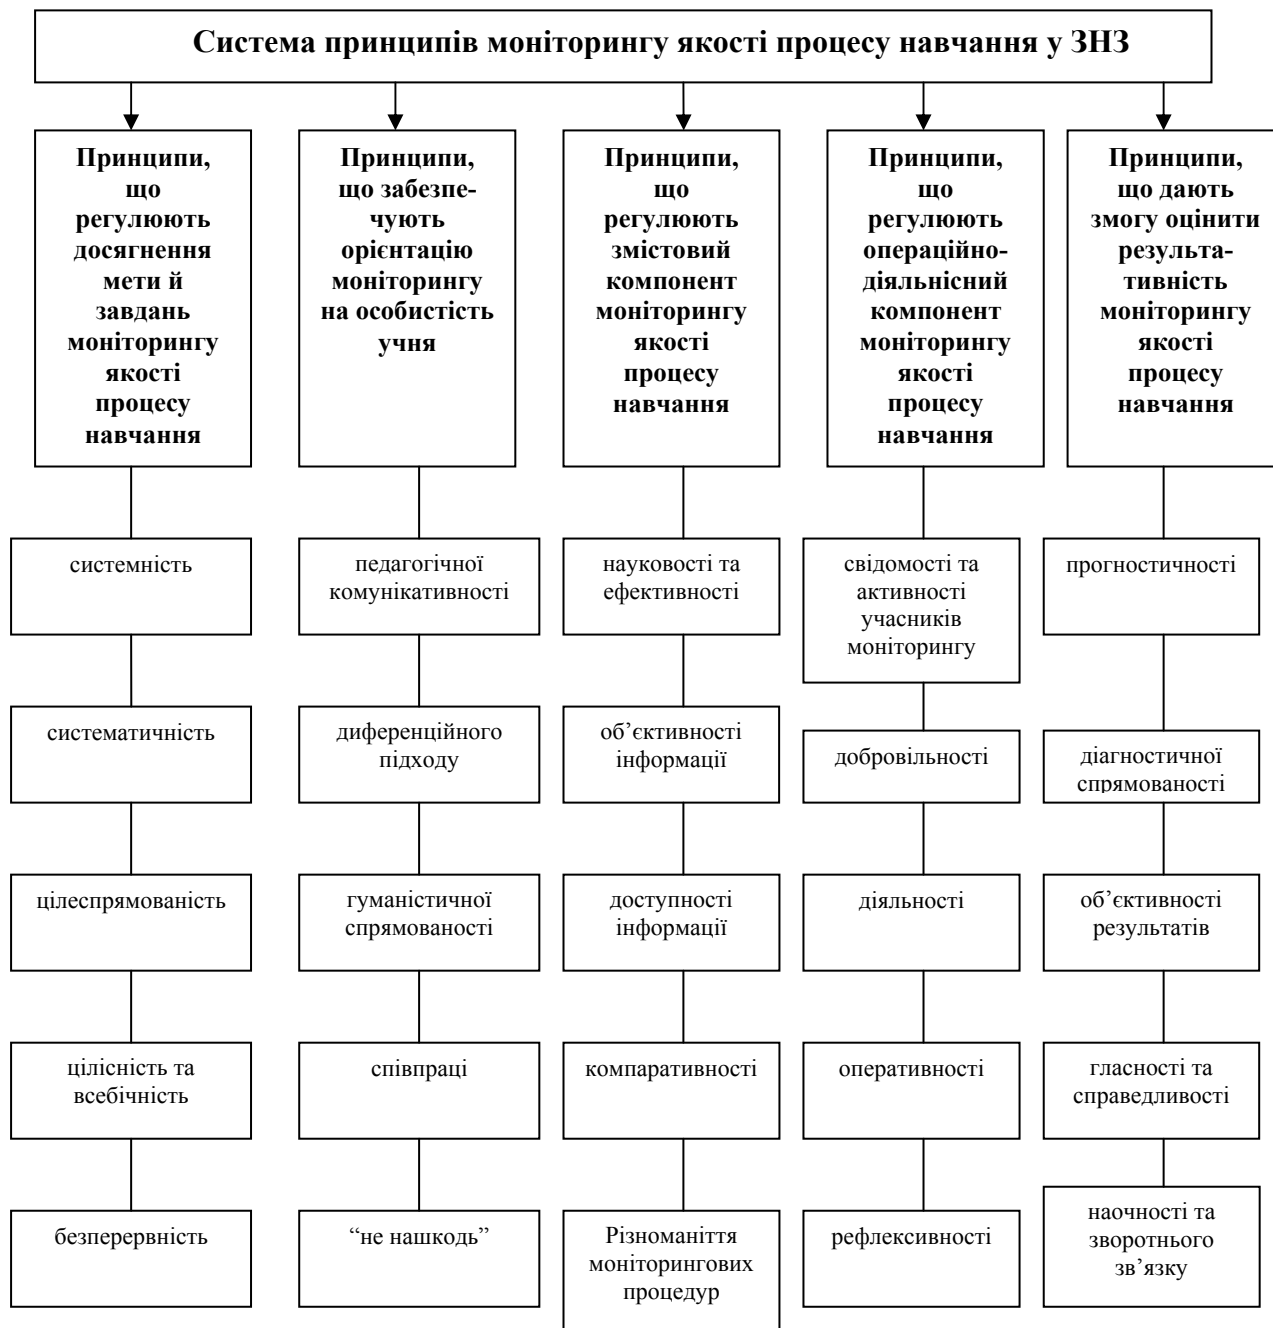 Система принципів моніторингу якості процесу навчання у ЗНЗ
Принципи,
що
регулюють
досягнення
мети й
завдань
моніторингу
якості
процесу
навчання
Принципи,
що забезпе-
чують
орієнтацію
моніторингу
на особистість
учня
Принципи,
що
регулюють
змістовий
компонент
моніторингу
якості
процесу
навчання
Принципи,
що
регулюють
операційно-
діяльнісний
компонент
моніторингу
якості
процесу
навчання
Принципи,
що дають
змогу оцінити
результа-
тивність
моніторингу
якості
процесу
навчання
системність
систематичність
цілеспрямованість
цілісність та
всебічність
безперервність
педагогічної
комунікативності
диференційного
підходу
гуманістичної
спрямованості
співпраці
“не нашкодь”
науковості та
ефективності
об’єктивності
інформації
доступності
інформації
компаративності
Різноманіття
моніторингових
процедур
свідомості та
активності
учасників
моніторингу
добровільності
діяльності
оперативності
рефлексивності
прогностичності
діагностичної
спрямованості
об’єктивності
результатів
гласності та
справедливості
наочності та
зворотнього
зв’язку